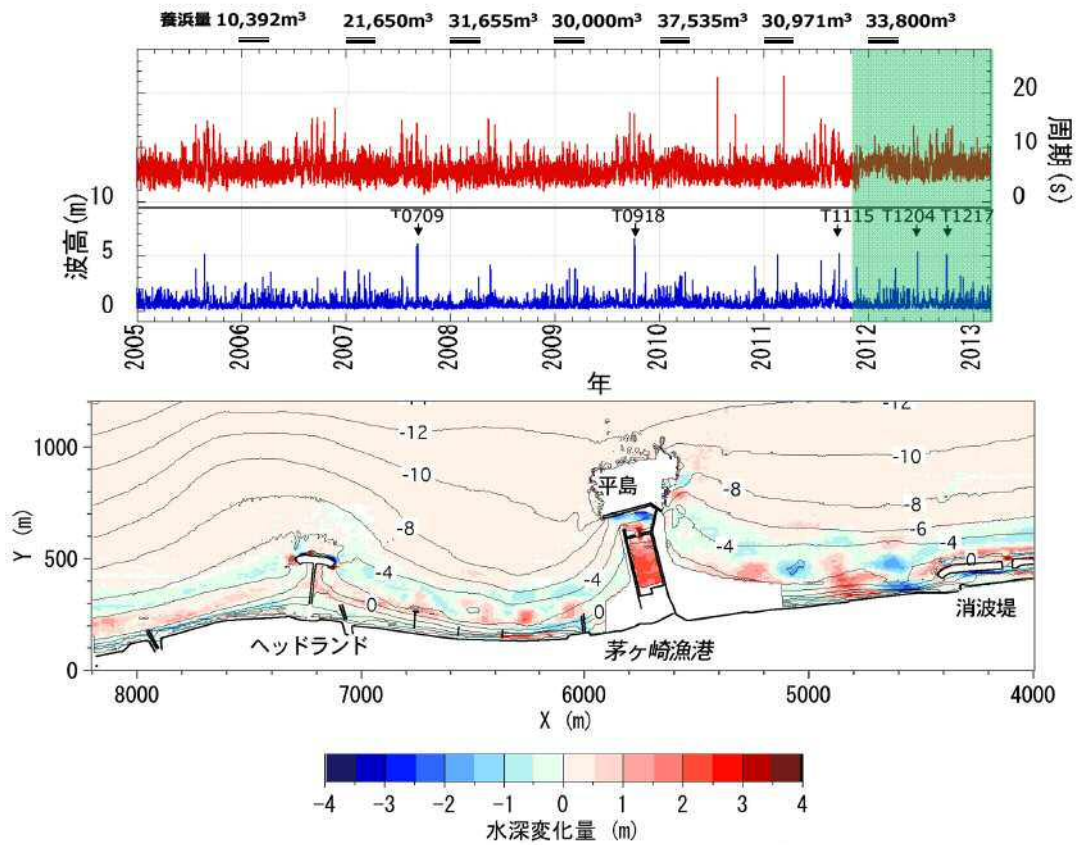 養浜量 10,392m³ 21,650m³ 31,655m³ 30,000m³ 37,535m³ 30,971m³ 33,800m³
20
10
0
周期 (s)
T0709 T0918 T1115 T1204 T1217
10
5
0
波高(m)
2005 2006 2007 2008 2009 2010 2011 2012 2013
年
1000
500
0
Y (m)
-12 -12
-10 -10
-8 -8 -8
-6
-4 -4 -4 -4
0 0 0
平島
ヘッドランド
茅ヶ崎漁港
消波堤
8000 7000 6000 5000 4000
X (m)
-4 -3 -2 -1 0 1 2 3 4
水深変化量 (m)